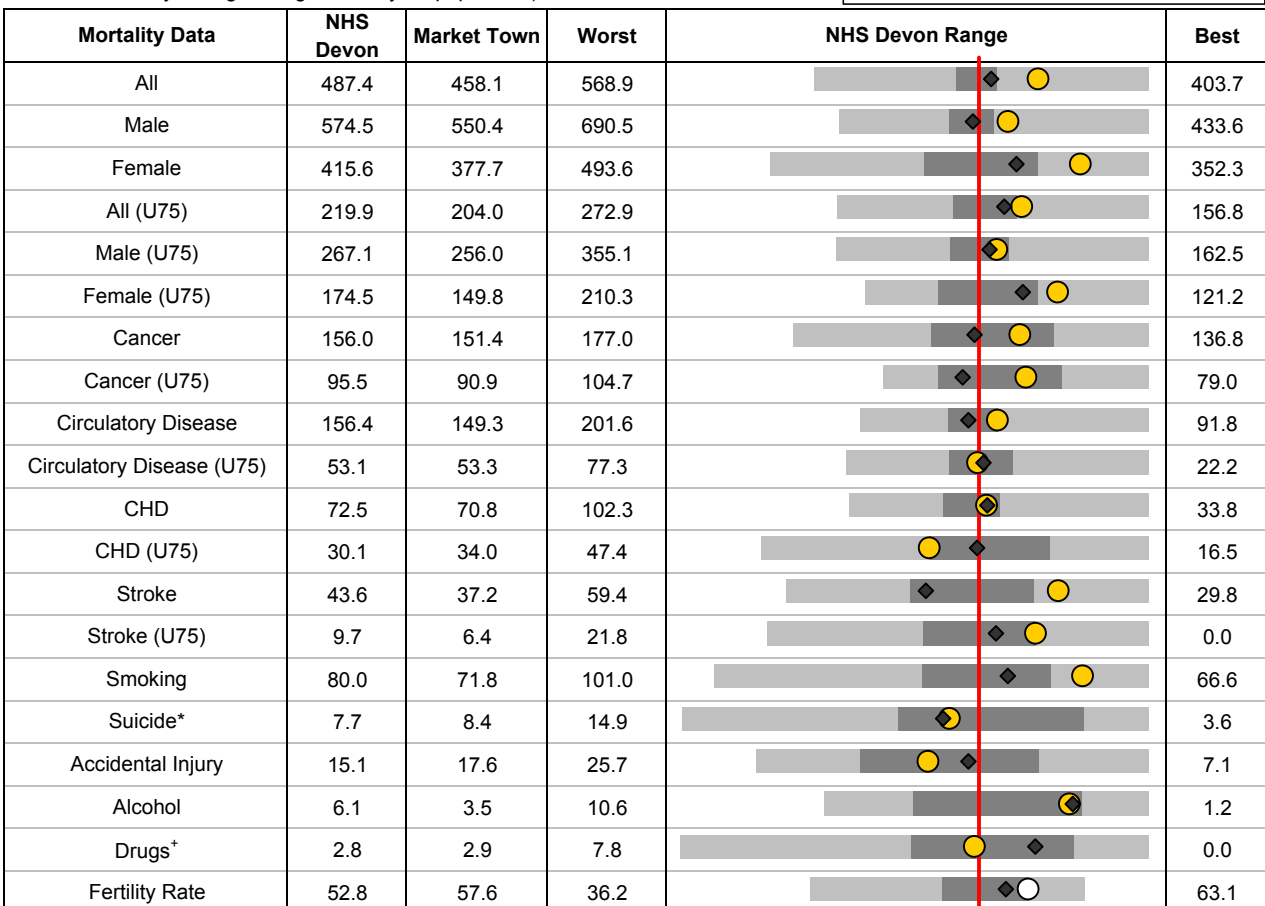 Mortality Data NHS Devon Market Town Worst NHS Devon Range Best
All 487.4 458.1 568.9 403.7
Male 574.5 550.4 690.5 433.6
Female 415.6 377.7 493.6 352.3
All (U75) 219.9 204.0 272.9 156.8
Male (U75) 267.1 256.0 355.1 162.5
Female (U75) 174.5 149.8 210.3 121.2
Cancer 156.0 151.4 177.0 136.8
Cancer (U75) 95.5 90.9 104.7 79.0
Circulatory Disease 156.4 149.3 201.6 91.8
Circulatory Disease (U75) 53.1 53.3 77.3 22.2
CHD 72.5 70.8 102.3 33.8
CHD (U75) 30.1 34.0 47.4 16.5
Stroke 43.6 37.2 59.4 29.8
Stroke (U75) 9.7 6.4 21.8 0.0
Smoking 80.0 71.8 101.0 66.6
Suicide* 7.7 8.4 14.9 3.6
Accidental Injury 15.1 17.6 25.7 7.1
Alcohol 6.1 3.5 10.6 1.2
Drugs+ 2.8 2.9 7.8 0.0
Fertility Rate 52.8 57.6 36.2 63.1